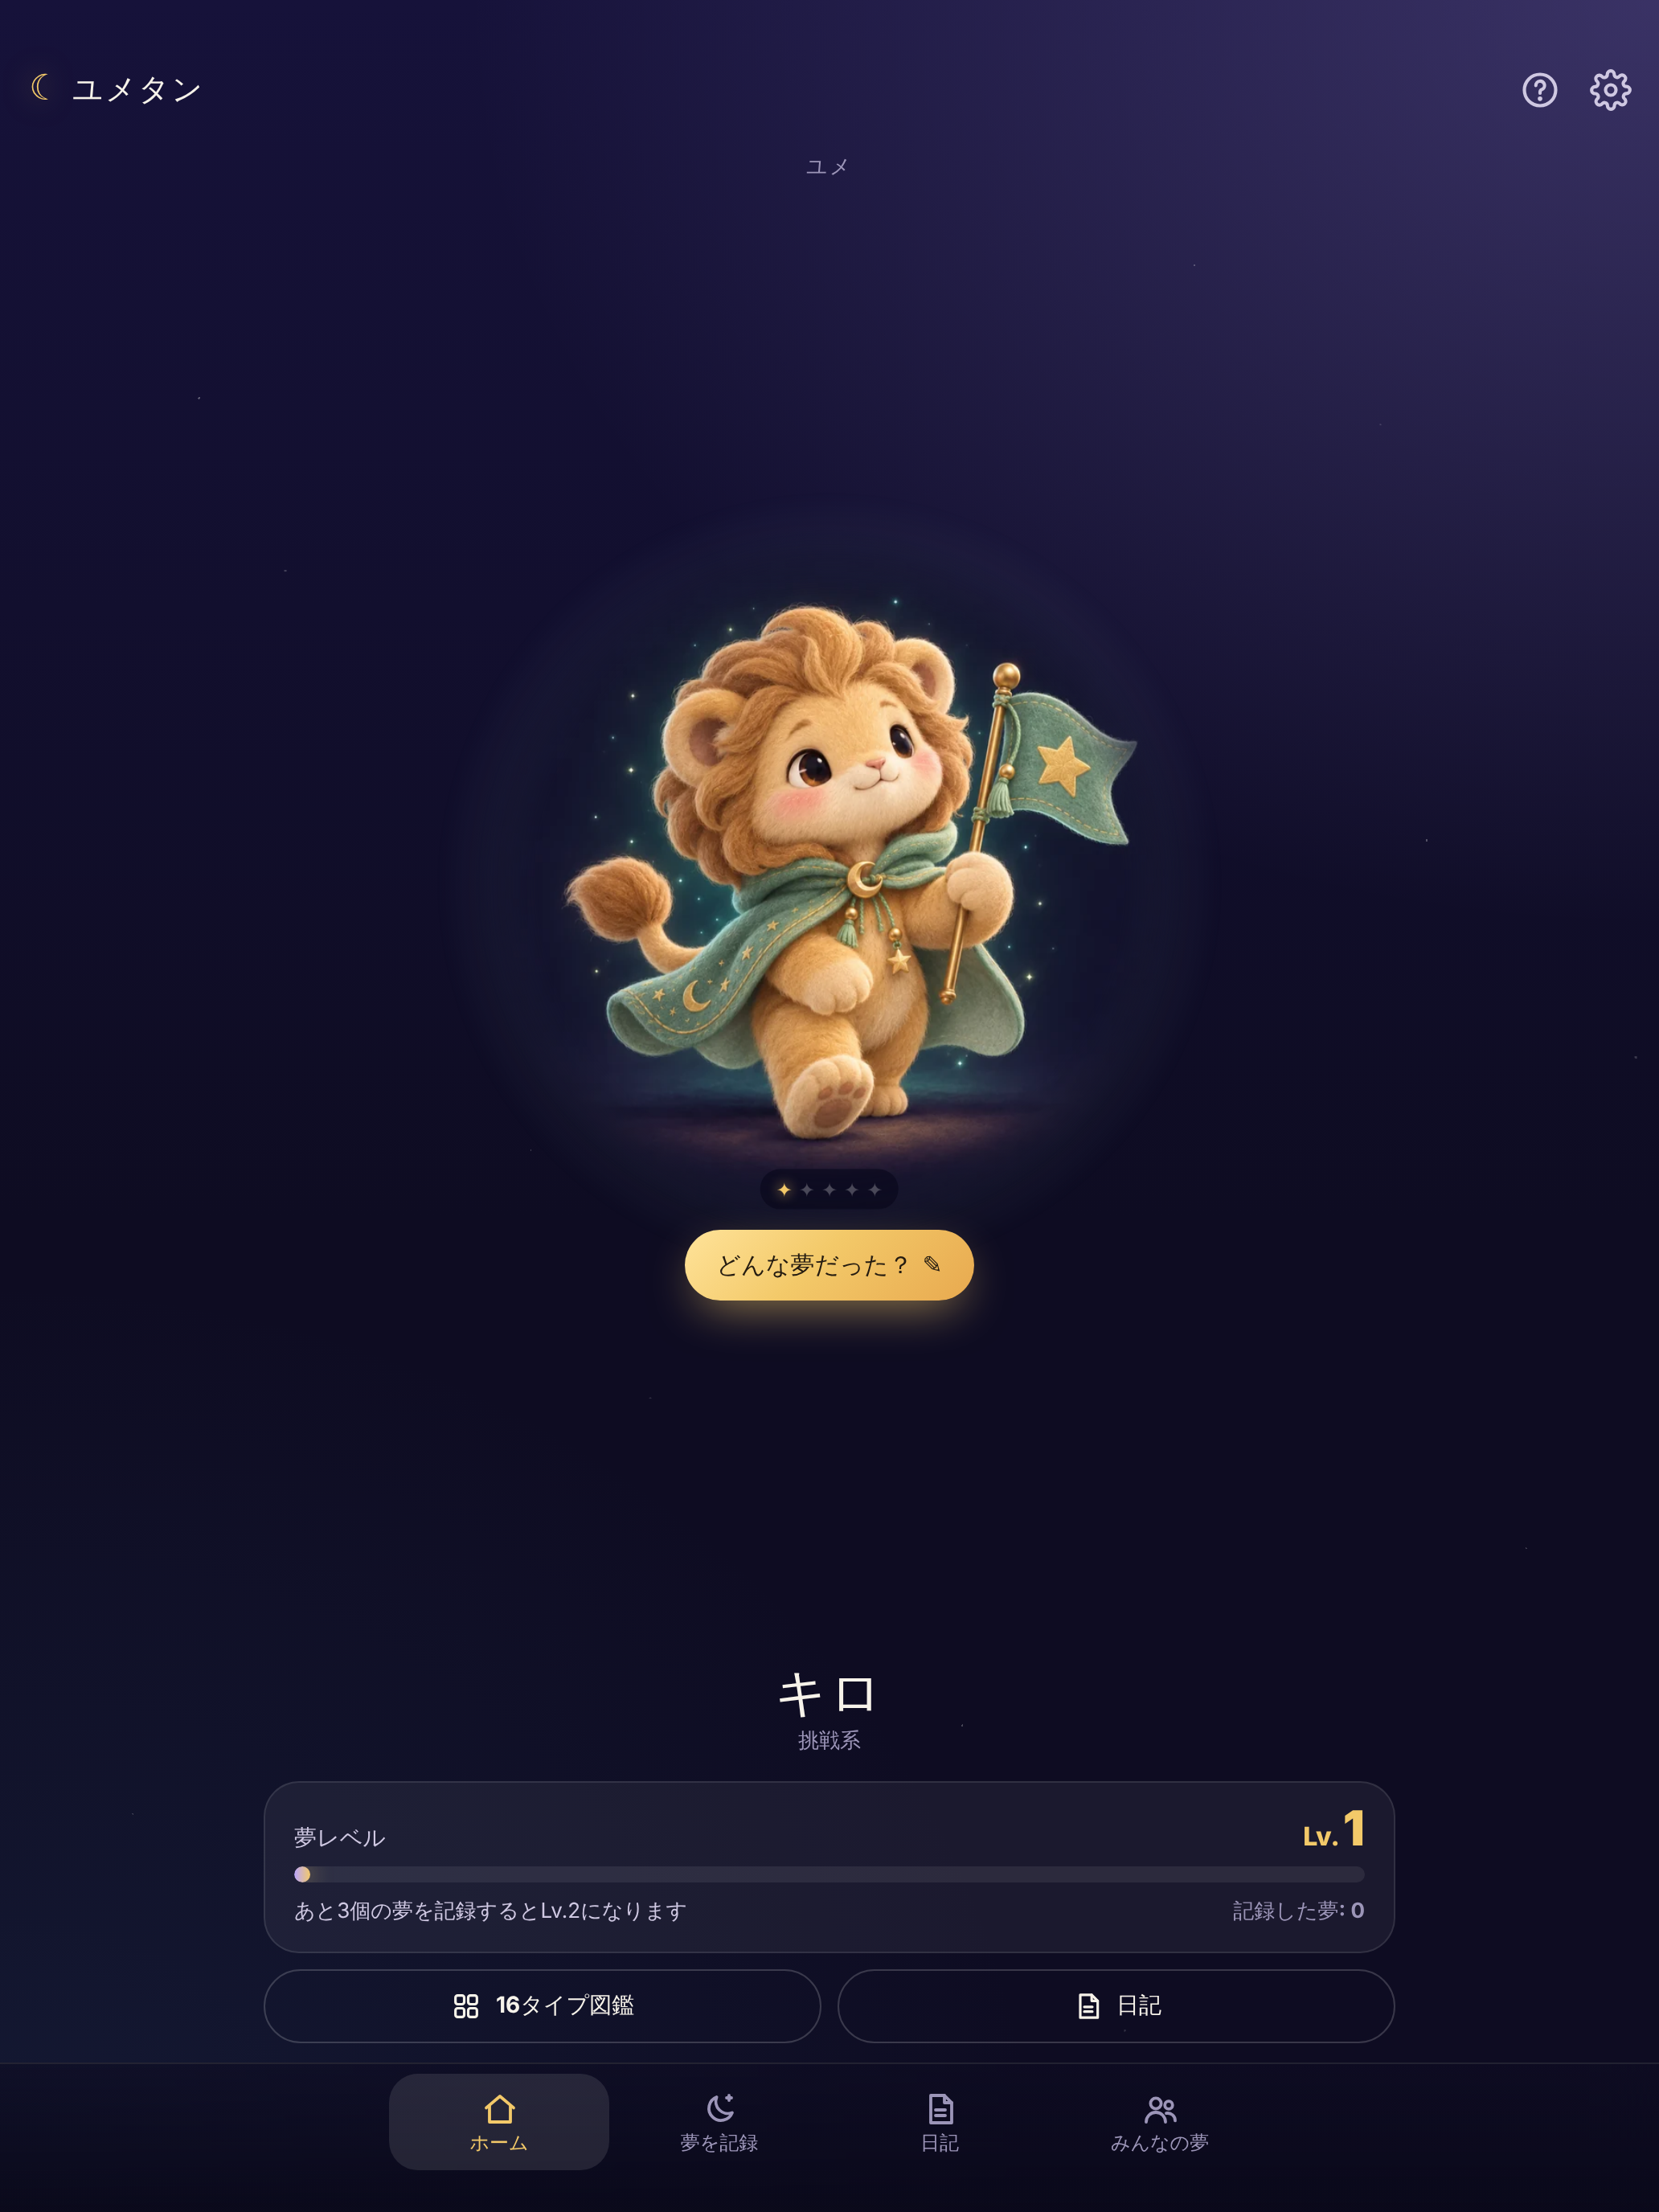 ユメタン
ユメ
どんな夢だった？
キロ
挑戦系
夢レベル
Lv.1
あと3個の夢を記録するとLv.2になります
記録した夢: 0
16タイプ図鑑
日記
ホーム
夢を記録
日記
みんなの夢